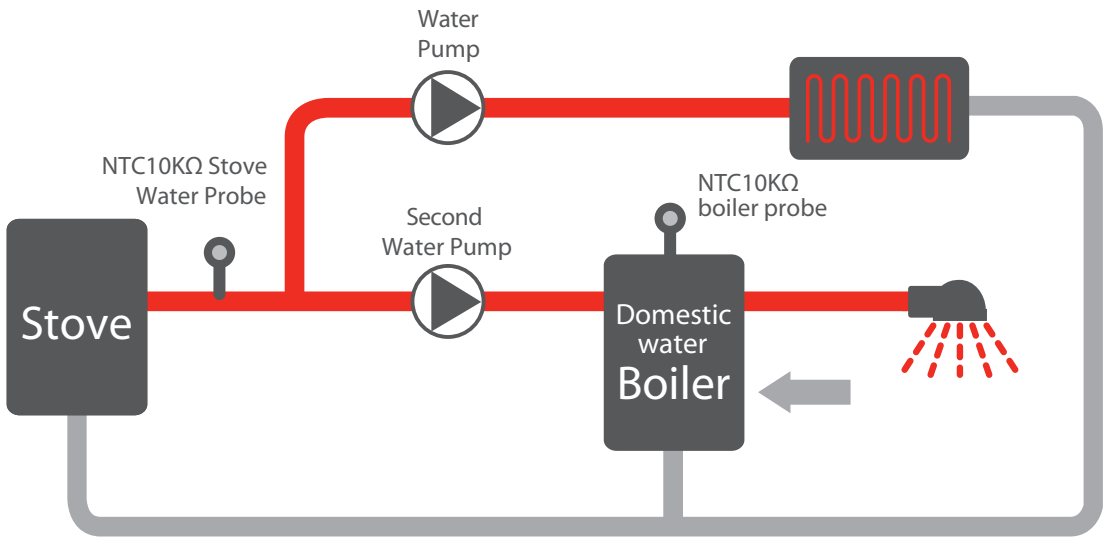 Water
Pump
NTC10KΩ Stove
Water Probe
NTC10KΩ
boiler probe
Second
Water Pump
Stove
Domestic
water
Boiler